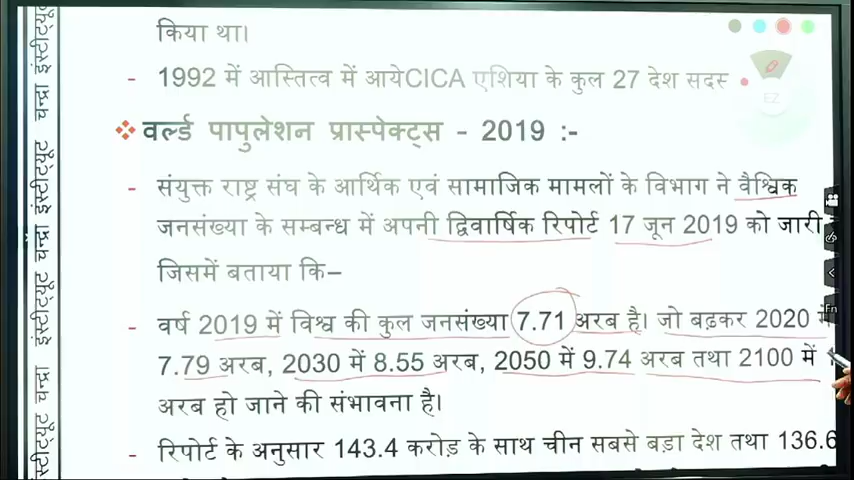 किया था।
- 1992 में आस्तित्व में आयेCICA एशिया के कुल 27 देश सदस
❖ वर्ल्ड पापुलेशन प्रास्पेक्ट्स - 2019 :-
- संयुक्त राष्ट्र संघ के आर्थिक एवं सामाजिक मामलों के विभाग ने वैश्विक
जनसंख्या के सम्बन्ध में अपनी द्विवार्षिक रिपोर्ट 17 जून 2019 को जारी
जिसमें बताया कि–
- वर्ष 2019 में विश्व की कुल जनसंख्या 7.71 अरब है। जो बढ़कर 2020 में
7.79 अरब, 2030 में 8.55 अरब, 2050 में 9.74 अरब तथा 2100 में
अरब हो जाने की संभावना है।
- रिपोर्ट के अनुसार 143.4 करोड़ के साथ चीन सबसे बड़ा देश तथा 136.6
चन्द्रा इंस्टीट्यूट चन्द्रा इंस्टीट्यूट चन्द्रा इंस्टीट्यूट
EZ
Fn